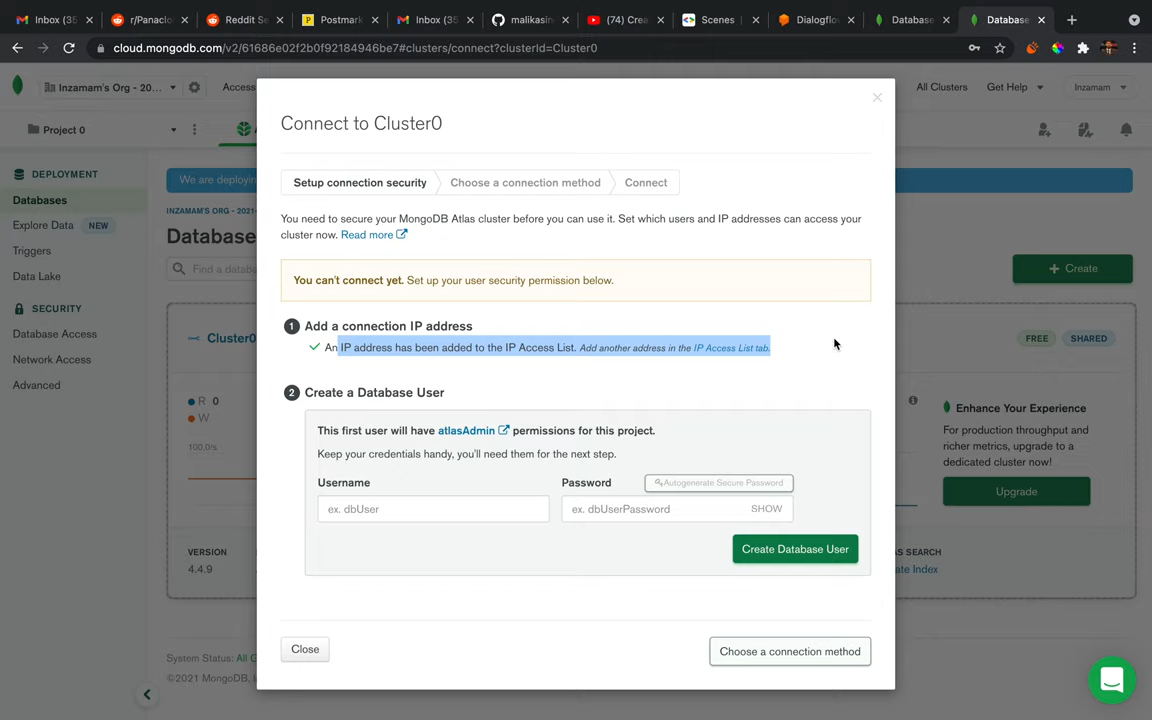 Inbox (35
r/Panacloud
Reddit Se
Postmark
Inbox (35
malikasin
(74) Crea
Scenes
Dialogflow
Database
Database
cloud.mongodb.com/v2/61686e02f2b0f92184946be7#clusters/connect?clusterId=Cluster0
Inzamam's Org - 20...
Access
All Clusters
Get Help
Inzamam
Project 0
DEPLOYMENT
Databases
Explore Data NEW
Triggers
Data Lake
SECURITY
Database Access
Network Access
Advanced
We are deployin
INZAMAM'S ORG - 2021
Database
Find a databa
Create
Cluster0
FREE
SHARED
R 0
W
100.0/s
Enhance Your Experience
For production throughput and
richer metrics, upgrade to a
dedicated cluster now!
Upgrade
VERSION
4.4.9
AS SEARCH
ate Index
System Status: All G
©2021 MongoDB, I
Connect to Cluster0
Setup connection security
Choose a connection method
Connect
You need to secure your MongoDB Atlas cluster before you can use it. Set which users and IP addresses can access your
cluster now. Read more
You can't connect yet. Set up your user security permission below.
1 Add a connection IP address
An IP address has been added to the IP Access List. Add another address in the IP Access List tab.
2 Create a Database User
This first user will have atlasAdmin permissions for this project.
Keep your credentials handy, you'll need them for the next step.
Username
Password
Autogenerate Secure Password
ex. dbUser
ex. dbUserPassword
SHOW
Create Database User
Close
Choose a connection method